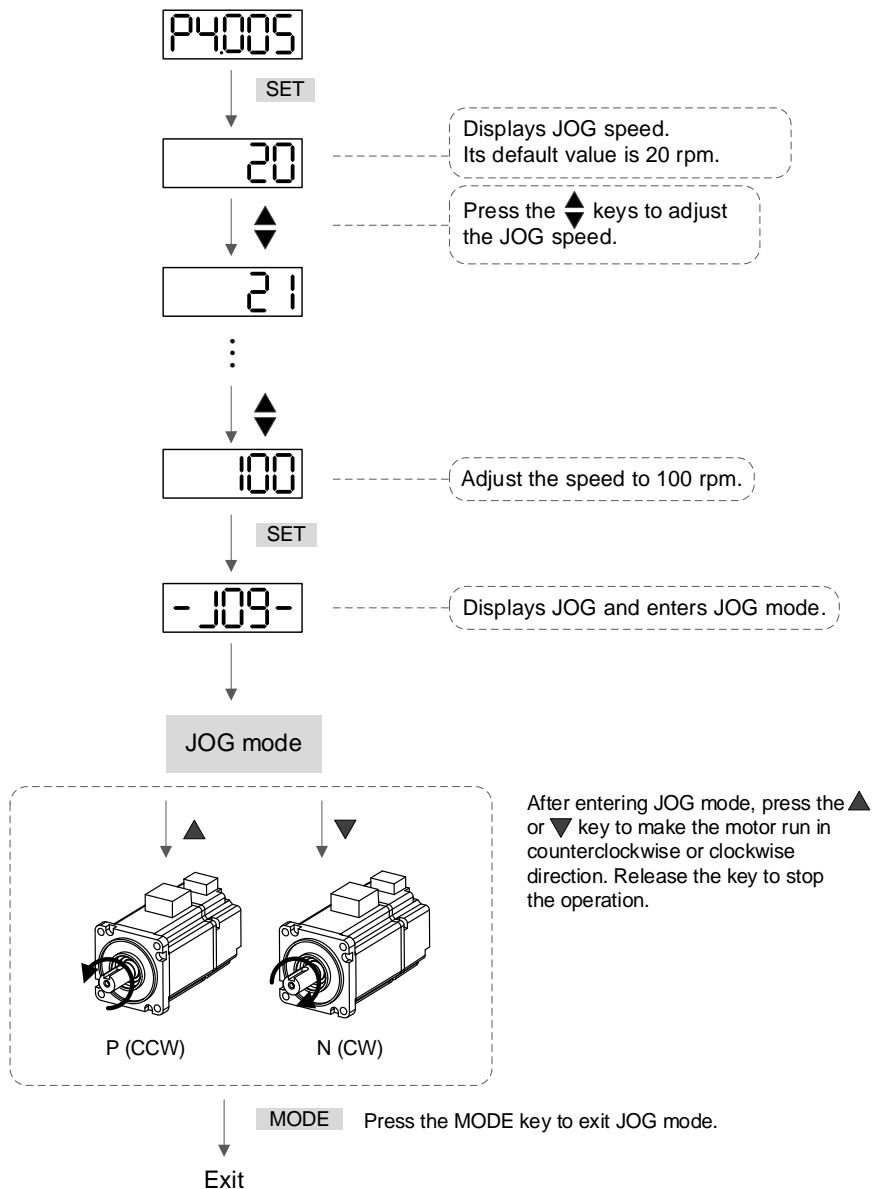 P4.005
SET
20
Displays JOG speed.
Its default value is 20 rpm.
Press the ▲▼ keys to adjust
the JOG speed.
21
100
Adjust the speed to 100 rpm.
SET
-JOG-
Displays JOG and enters JOG mode.
JOG mode
After entering JOG mode, press the ▲
or ▼ key to make the motor run in
counterclockwise or clockwise
direction. Release the key to stop
the operation.
P (CCW)
N (CW)
MODE
Press the MODE key to exit JOG mode.
Exit